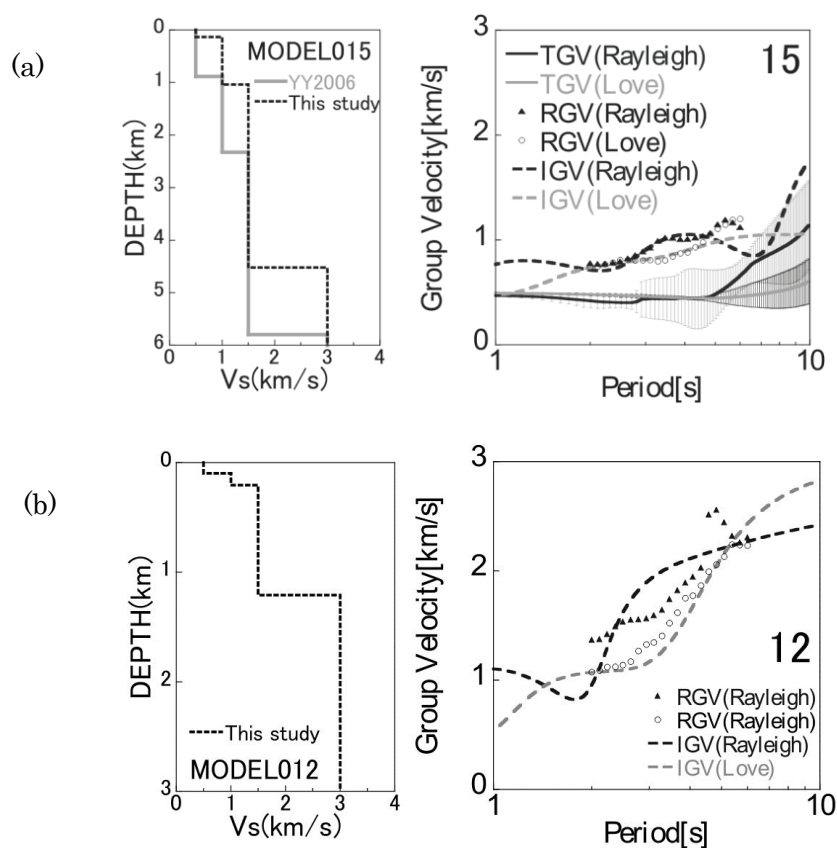 (a)
0
1
2
3
4
5
6
DEPTH(km)
MODEL015
YY2006
This study
0 1 2 3 4
Vs(km/s)
3
2
1
0
Group Velocity[km/s]
15
TGV(Rayleigh)
TGV(Love)
RGV(Rayleigh)
RGV(Love)
IGV(Rayleigh)
IGV(Love)
1 10
Period[s]
(b)
0
1
2
3
DEPTH(km)
This study
MODEL012
0 1 2 3 4
Vs(km/s)
3
2
1
0
Group Velocity[km/s]
12
RGV(Rayleigh)
RGV(Rayleigh)
IGV(Rayleigh)
IGV(Love)
1 10
Period[s]